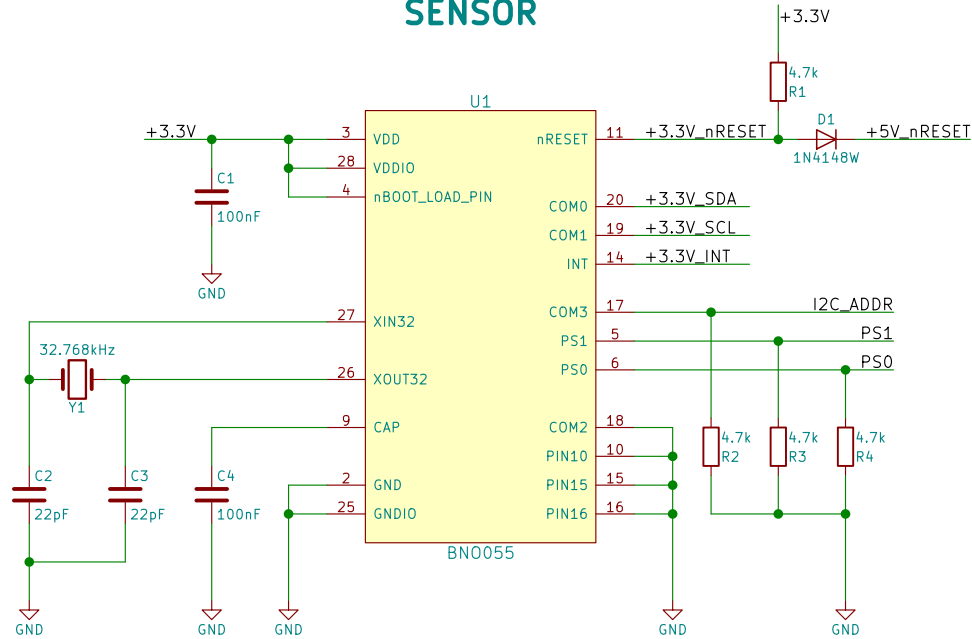 SENSOR
+3.3V
4.7k
R1
U1
D1
+3.3V
3
VDD
nRESET
11
+3.3V_nRESET
+5V_nRESET
1N4148W
28
VDDIO
C1
4
nBOOT_LOAD_PIN
100nF
COM0
20
+3.3V_SDA
COM1
19
+3.3V_SCL
INT
14
+3.3V_INT
GND
COM3
17
I2C_ADDR
27
XIN32
PS1
5
PS1
32.768kHz
PS0
6
PS0
26
XOUT32
Y1
9
CAP
COM2
18
4.7k
R2
4.7k
R3
4.7k
R4
PIN10
10
C2
22pF
C3
22pF
C4
100nF
2
GND
PIN15
15
25
GNDIO
PIN16
16
BNO055
GND
GND
GND
GND
GND